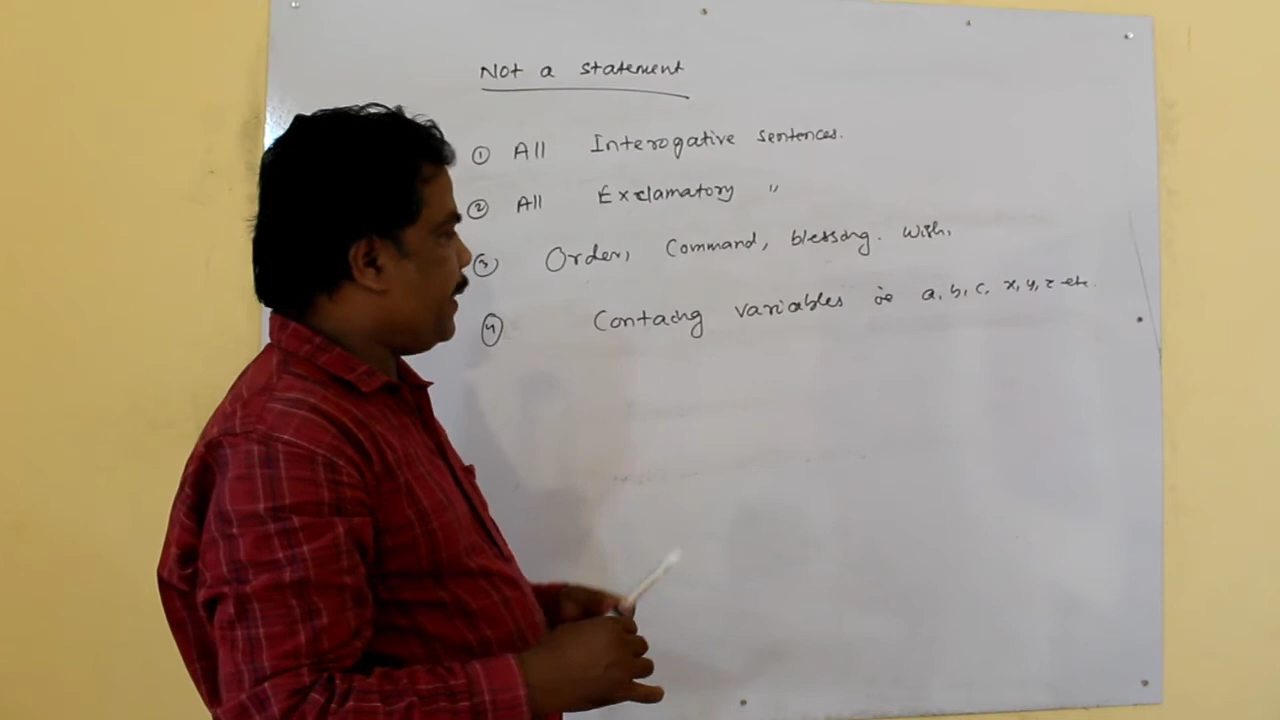 Not a statement
① All Interogative sentences.
② All Exclamatory "
③ Order, Command, blessing. Wish,
④ Containg variables ie a, b, c, x, y, z etc.